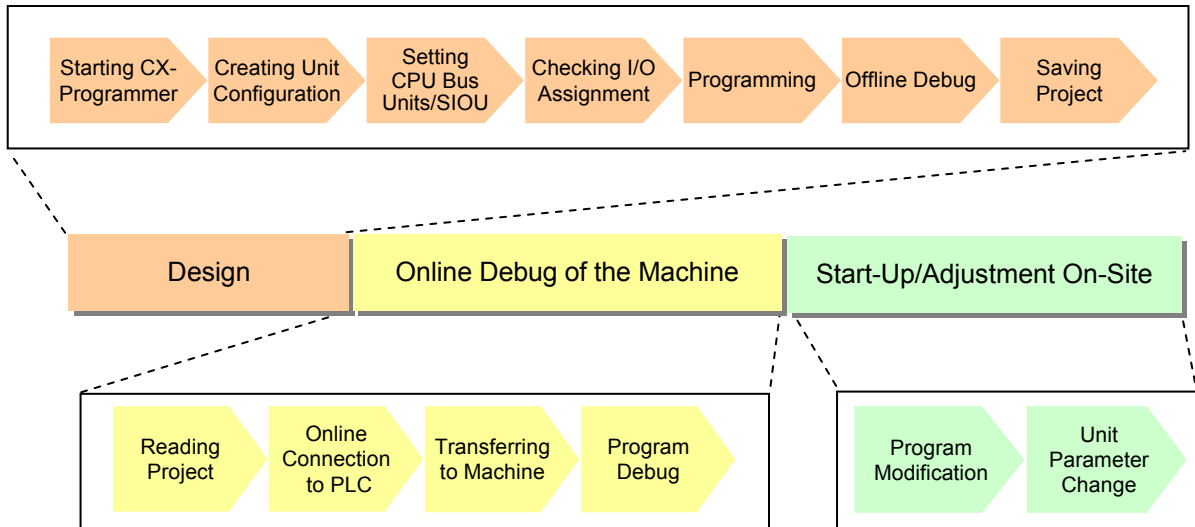 Starting CX-
Programmer
Creating Unit
Configuration
Setting
CPU Bus
Units/SIOU
Checking I/O
Assignment
Programming
Offline Debug
Saving
Project
Design
Online Debug of the Machine
Start-Up/Adjustment On-Site
Reading
Project
Online
Connection
to PLC
Transferring
to Machine
Program
Debug
Program
Modification
Unit
Parameter
Change